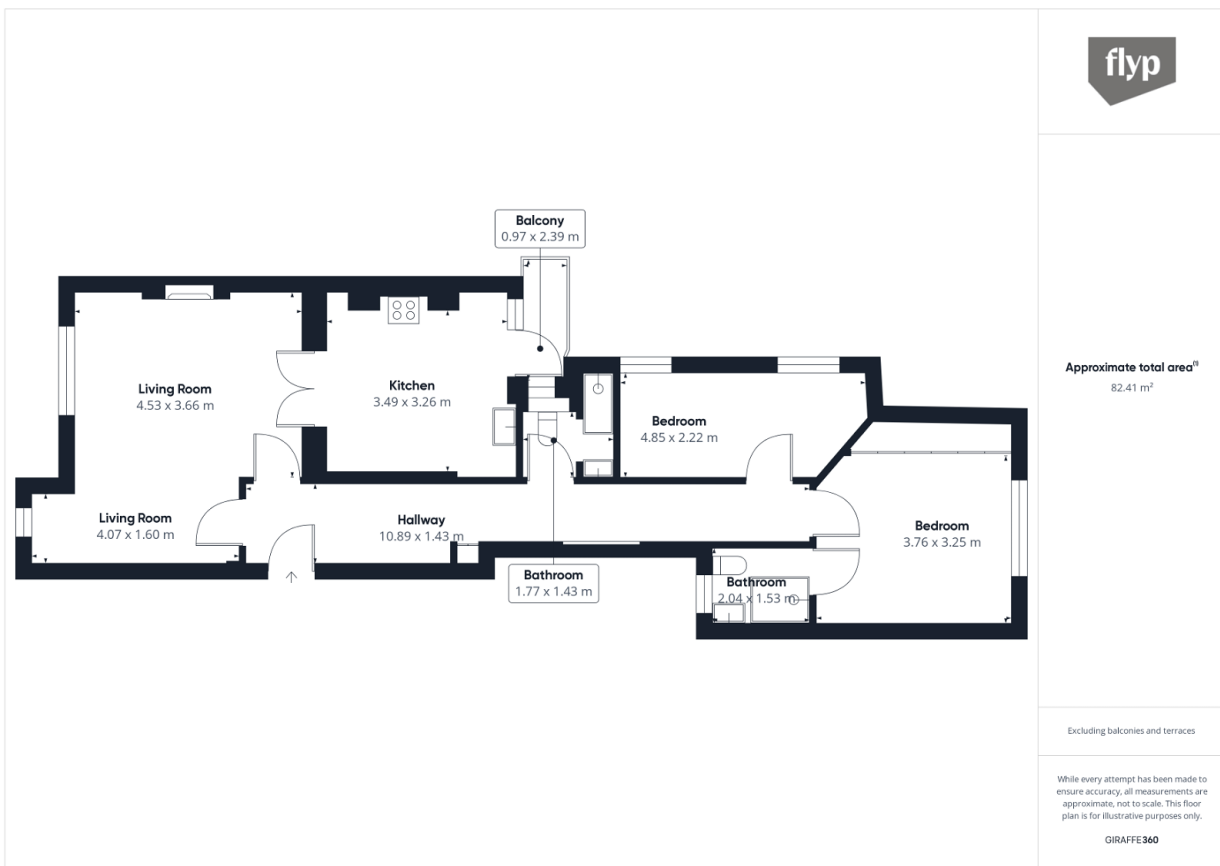 flyp
Balcony
0.97 x 2.39 m
Living Room
4.53 x 3.66 m
Kitchen
3.49 x 3.26 m
Bedroom
4.85 x 2.22 m
Living Room
4.07 x 1.60 m
Hallway
10.89 x 1.43 m
Bedroom
3.76 x 3.25 m
Bathroom
1.77 x 1.43 m
Bathroom
2.04 x 1.53 m
Approximate total area⁽¹⁾
82.41 m²
Excluding balconies and terraces
While every attempt has been made to
ensure accuracy, all measurements are
approximate, not to scale. This floor
plan is for illustrative purposes only.
GIRAFFE360